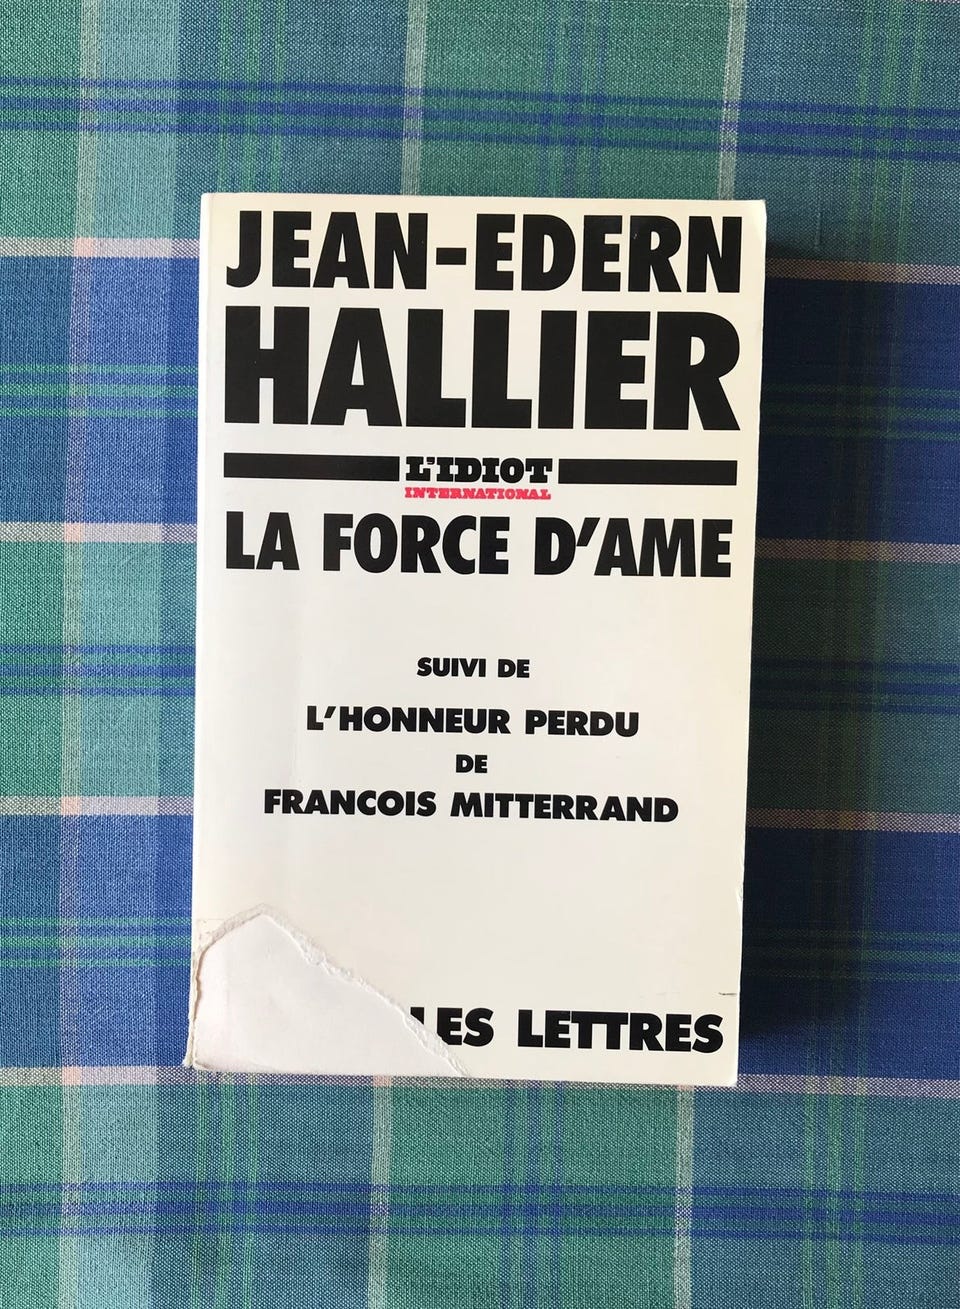 JEAN-EDERN
HALLIER
L'IDIOT
INTERNATIONAL
LA FORCE D'AME
SUIVI DE
L'HONNEUR PERDU
DE
FRANCOIS MITTERRAND
LES LETTRES